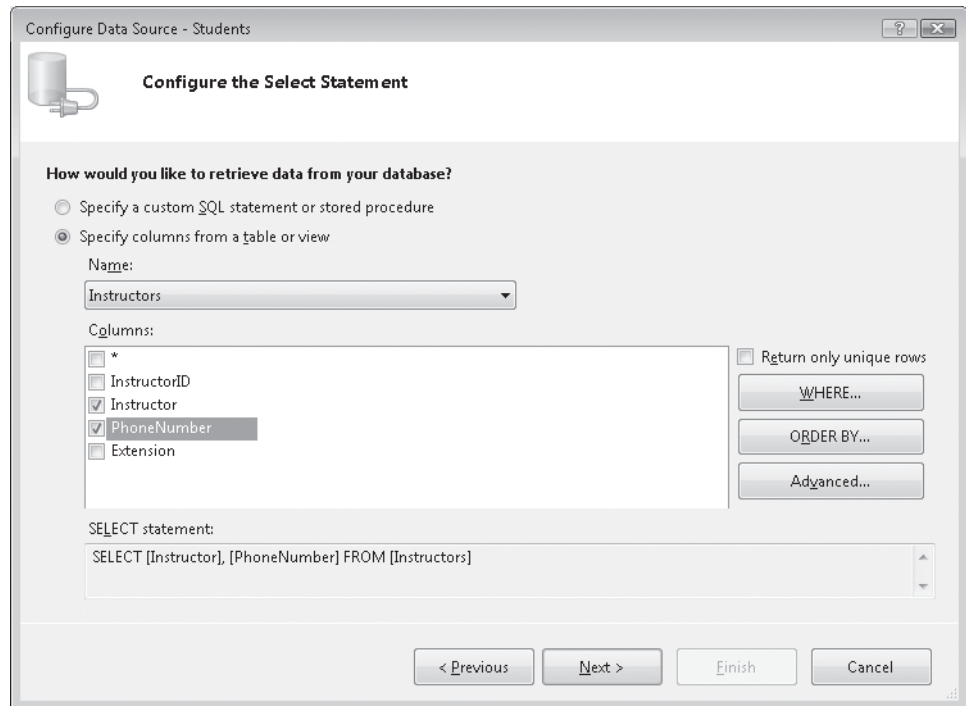 Configure Data Source - Students
?
Configure the Select Statement
How would you like to retrieve data from your database?
Specify a custom SQL statement or stored procedure
Specify columns from a table or view
Name:
Instructors
Columns:
*
Return only unique rows
InstructorID
WHERE...
Instructor
PhoneNumber
ORDER BY...
Extension
Advanced...
SELECT statement:
SELECT [Instructor], [PhoneNumber] FROM [Instructors]
< Previous
Next >
Finish
Cancel